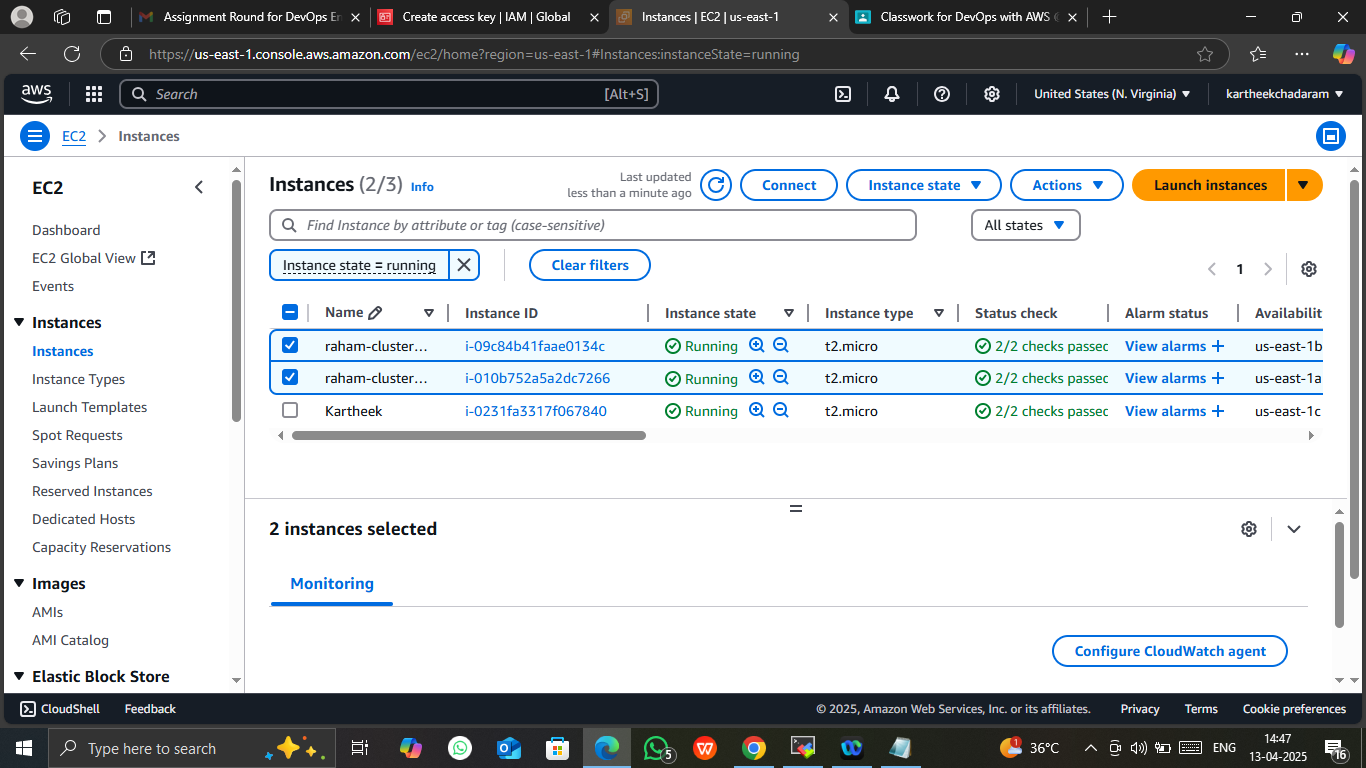 Assignment Round for DevOps En
Create access key | IAM | Global
Instances | EC2 | us-east-1
Classwork for DevOps with AWS
https://us-east-1.console.aws.amazon.com/ec2/home?region=us-east-1#Instances:instanceState=running
aws
Search
[Alt+S]
United States (N. Virginia)
kartheekchadaram
EC2
Instances
EC2
Dashboard
EC2 Global View
Events
Instances
Instances
Instance Types
Launch Templates
Spot Requests
Savings Plans
Reserved Instances
Dedicated Hosts
Capacity Reservations
Images
AMIs
AMI Catalog
Elastic Block Store
Instances (2/3) Info
Last updated
less than a minute ago
Connect
Instance state
Actions
Launch instances
Find Instance by attribute or tag (case-sensitive)
All states
Instance state = running
Clear filters
1
Name Instance ID Instance state Instance type Status check Alarm status Availabilit
raham-cluster... i-09c84b41faae0134c Running t2.micro 2/2 checks passec View alarms + us-east-1b
raham-cluster... i-010b752a5a2dc7266 Running t2.micro 2/2 checks passec View alarms + us-east-1a
Kartheek i-0231fa3317f067840 Running t2.micro 2/2 checks passec View alarms + us-east-1c
2 instances selected
Monitoring
Configure CloudWatch agent
CloudShell
Feedback
© 2025, Amazon Web Services, Inc. or its affiliates.
Privacy
Terms
Cookie preferences
Type here to search
5
1
36°C
ENG
14:47
13-04-2025
16